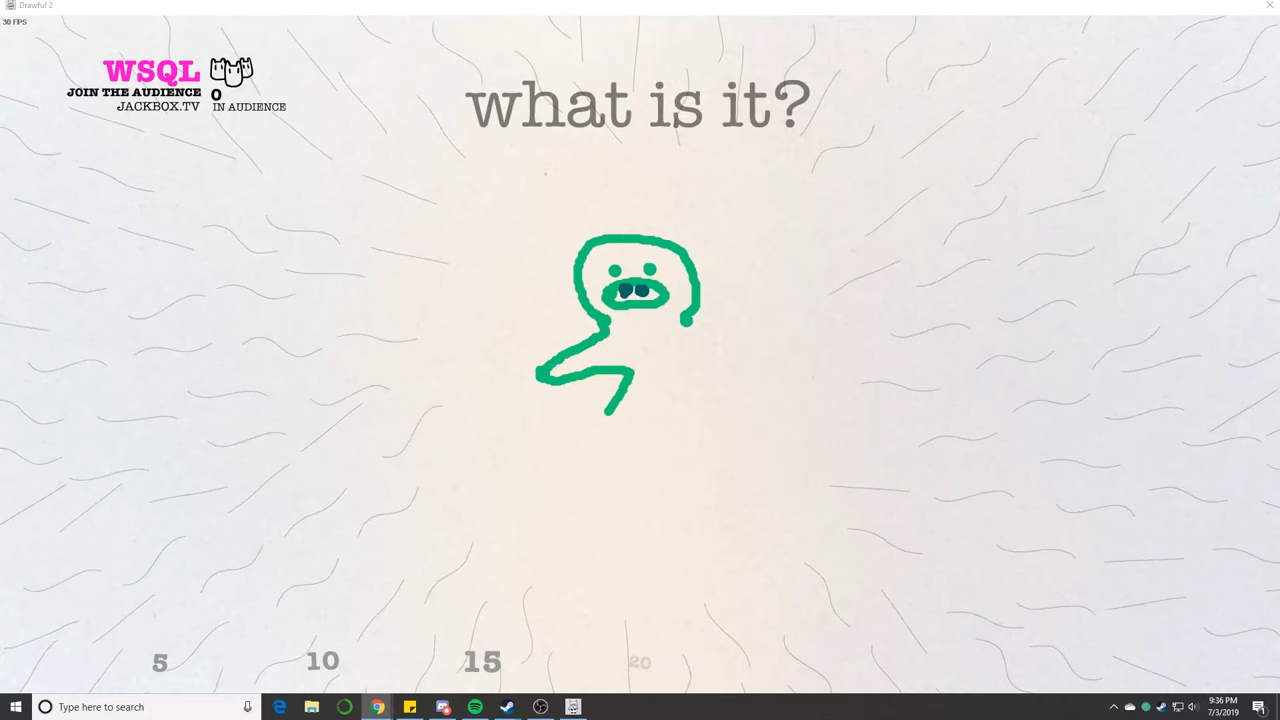 Drawful 2
30 FPS
WSQL
JOIN THE AUDIENCE
JACKBOX.TV
0
IN AUDIENCE
what is it?
5
10
15
20
Type here to search
9:36 PM
7/3/2019